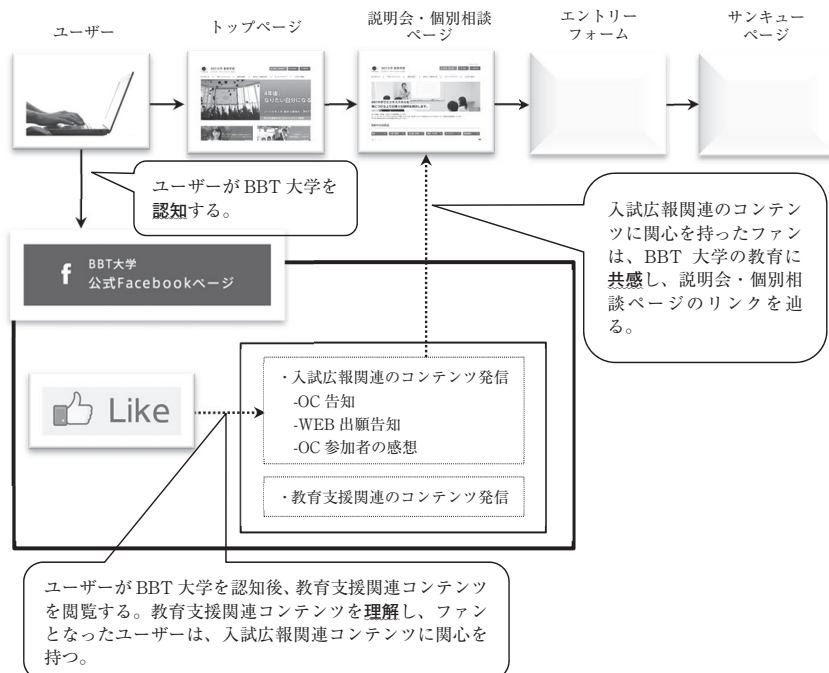 ユーザー
トップページ
説明会・個別相談
ページ
エントリー
フォーム
サンキュー
ページ
4年後、
なりたい自分になる
ユーザーが BBT 大学を
認知する。
入試広報関連のコンテン
ツに関心を持ったファン
は、BBT 大学の教育に
共感し、説明会・個別相
談ページのリンクを辿
る。
f
BBT大学
公式Facebookページ
Like
・入試広報関連のコンテンツ発信
-OC 告知
-WEB 出願告知
-OC 参加者の感想
・教育支援関連のコンテンツ発信
ユーザーが BBT 大学を認知後、教育支援関連コンテンツ
を閲覧する。教育支援関連コンテンツを理解し、ファン
となったユーザーは、入試広報関連コンテンツに関心を
持つ。